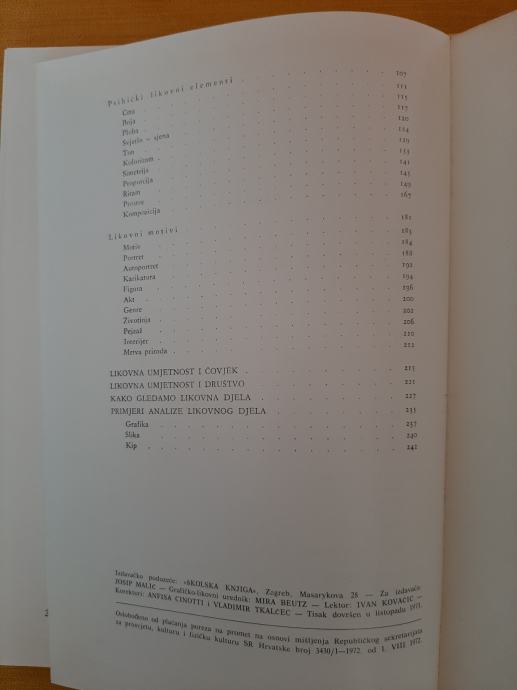 Psihički likovni elementi . . . . . . . . 107
Crta . . . . . . . . 111
Boja . . . . . . . . 115
Ploha . . . . . . . . 117
Svjetlo – sjena . . . . . . . . 120
Ton . . . . . . . . 124
Kolorizam . . . . . . . . 129
Simetrija . . . . . . . . 133
Proporcija . . . . . . . . 141
Ritam . . . . . . . . 145
Prostor . . . . . . . . 149
Kompozicija . . . . . . . . 167
Likovni motivi . . . . . . . . 181
Motiv . . . . . . . . 183
Portret . . . . . . . . 184
Autoportret . . . . . . . . 188
Karikatura . . . . . . . . 192
Figura . . . . . . . . 194
Akt . . . . . . . . 196
Genre . . . . . . . . 200
Životinja . . . . . . . . 202
Pejzaž . . . . . . . . 206
Interijer . . . . . . . . 210
Mrtva priroda . . . . . . . . 212
LIKOVNA UMJETNOST I ČOVJEK . . . . . . . . 215
LIKOVNA UMJETNOST I DRUŠTVO . . . . . . . . 221
KAKO GLEDAMO LIKOVNA DJELA . . . . . . . . 227
PRIMJERI ANALIZE LIKOVNOG DJELA . . . . . . . . 235
Grafika . . . . . . . . 237
Slika . . . . . . . . 240
Kip . . . . . . . . 242
Izdavačko poduzeće: »ŠKOLSKA KNJIGA«, Zagreb, Masarykova 28 — Za izdavača
JOSIP MALIĆ — Grafičko-likovni urednik: MIRA BEUTZ — Lektor: IVAN KOVAČIĆ —
Korektori: ANFISA CINOTTI i VLADIMIR TKALČEC — Tisak dovršen u listopadu 1973.
Oslobođeno od plaćanja poreza na promet na osnovi mišljenja Republičkog sekretarijata
za prosvjetu, kulturu i fizičku kulturu SR Hrvatske broj 3430/1—1972. od 1. VIII 1972.